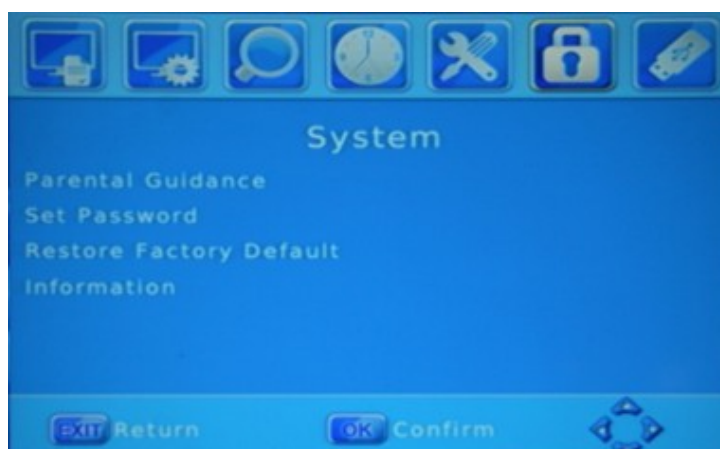 System
Parental Guidance
Set Password
Restore Factory Default
Information
EXIT Return OK Confirm